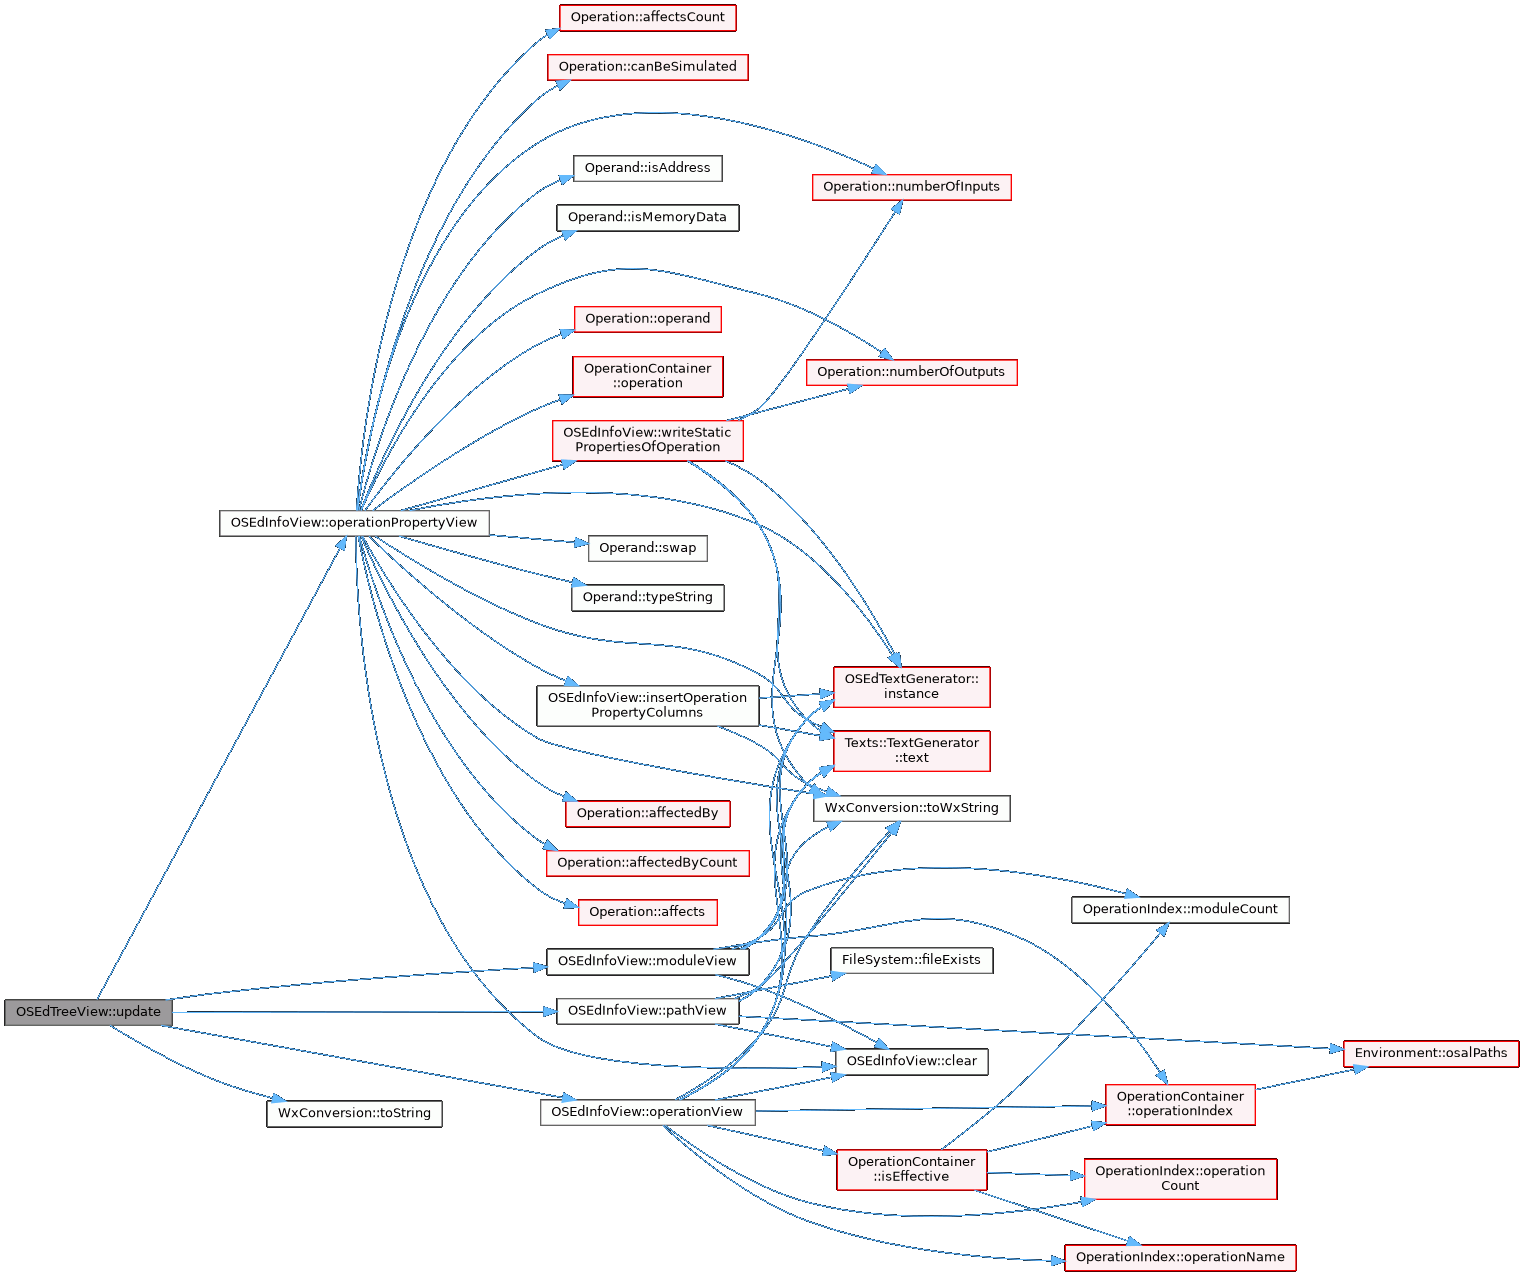 Operation::affectsCount
Operation::canBeSimulated
Operand::isAddress
Operation::numberOfInputs
Operand::isMemoryData
Operation::operand
OperationContainer
::operation
Operation::numberOfOutputs
OSEdInfoView::writeStatic
PropertiesOfOperation
OSEdInfoView::operationPropertyView
Operand::swap
Operand::typeString
OSEdTextGenerator::
instance
OSEdInfoView::insertOperation
PropertyColumns
Texts::TextGenerator
::text
WxConversion::toWxString
Operation::affectedBy
Operation::affectedByCount
Operation::affects
OperationIndex::moduleCount
OSEdInfoView::moduleView
FileSystem::fileExists
OSEdTreeView::update
OSEdInfoView::pathView
Environment::osalPaths
OSEdInfoView::clear
WxConversion::toString
OSEdInfoView::operationView
OperationContainer
::operationIndex
OperationContainer
::isEffective
OperationIndex::operation
Count
OperationIndex::operationName